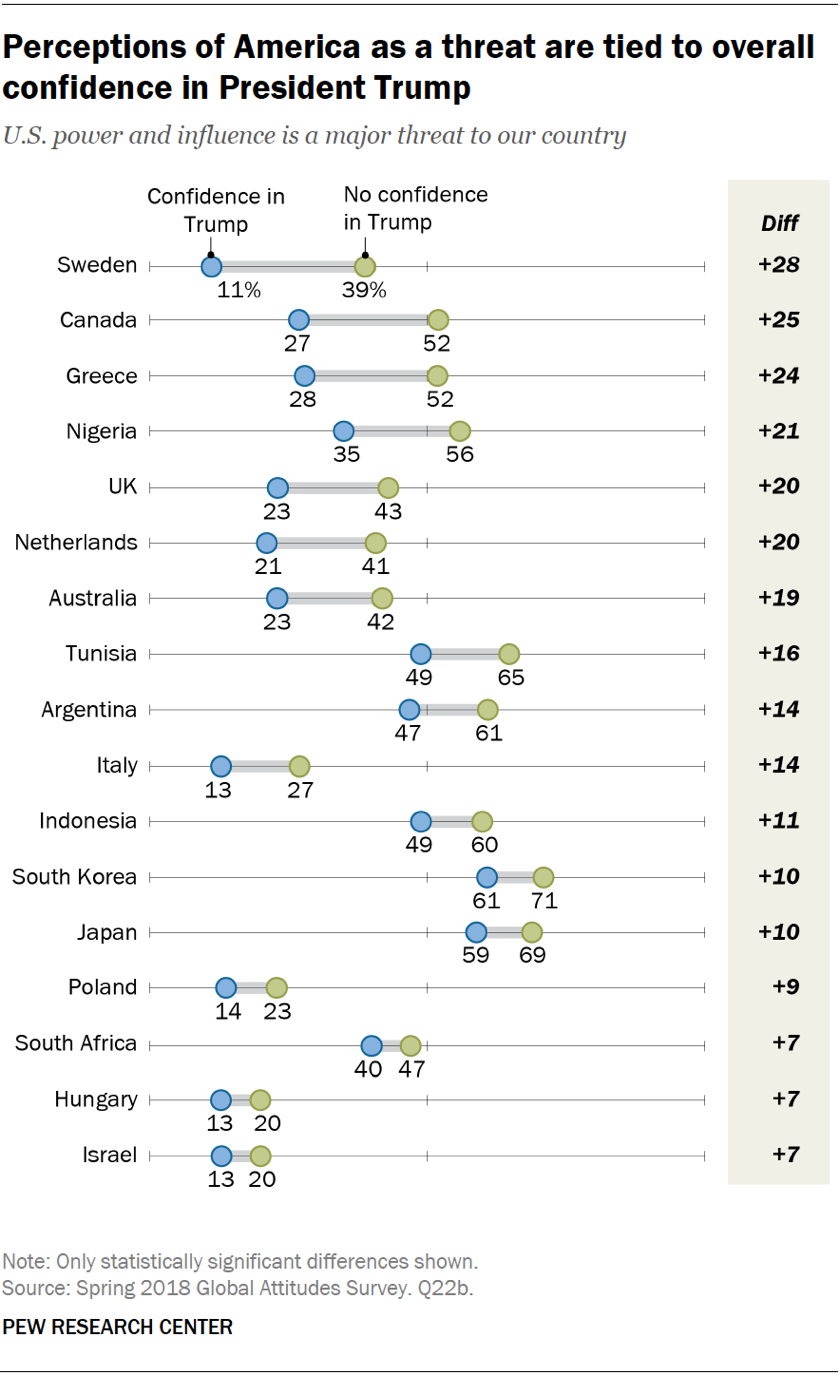 Perceptions of America as a threat are tied to overall
confidence in President Trump
U.S. power and influence is a major threat to our country
Confidence in
Trump
No confidence
in Trump
Diff
Sweden 11% 39% +28
Canada 27 52 +25
Greece 28 52 +24
Nigeria 35 56 +21
UK 23 43 +20
Netherlands 21 41 +20
Australia 23 42 +19
Tunisia 49 65 +16
Argentina 47 61 +14
Italy 13 27 +14
Indonesia 49 60 +11
South Korea 61 71 +10
Japan 59 69 +10
Poland 14 23 +9
South Africa 40 47 +7
Hungary 13 20 +7
Israel 13 20 +7
Note: Only statistically significant differences shown.
Source: Spring 2018 Global Attitudes Survey. Q22b.
PEW RESEARCH CENTER